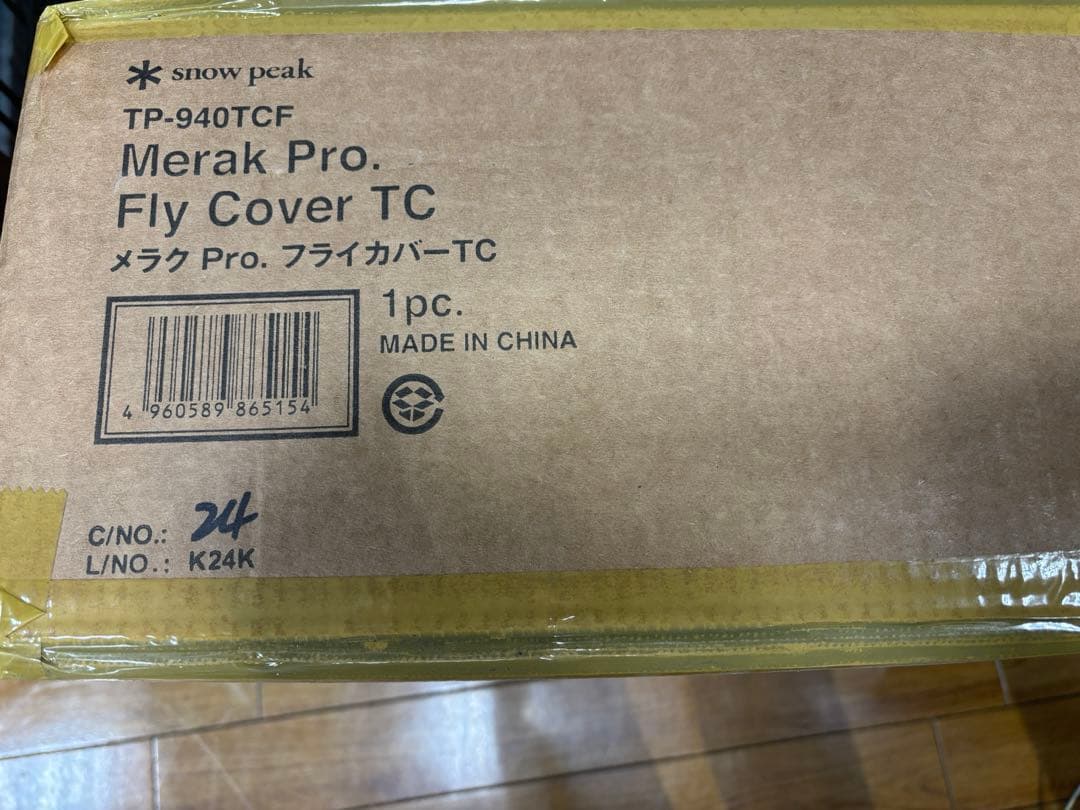 snow peak
TP-940TCF
Merak Pro.
Fly Cover TC
メラク Pro. フライカバーTC
1pc.
MADE IN CHINA
4 960589 865154
C/NO.: 24
L/NO.: K24K